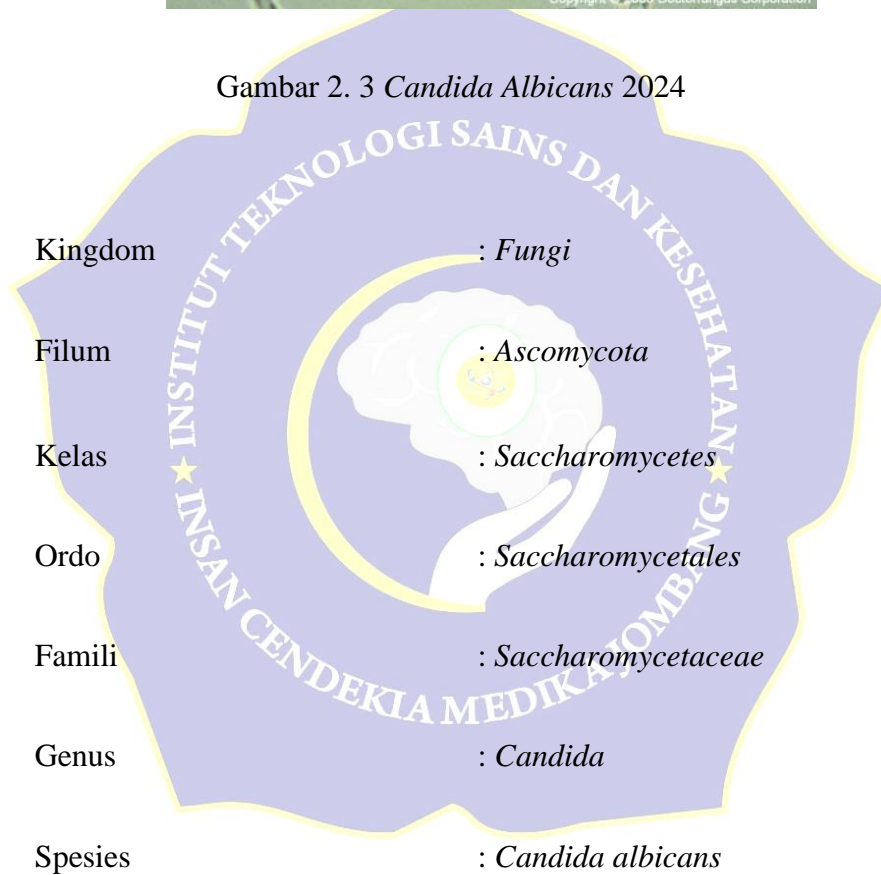 Gambar 2. 3 Candida Albicans 2024
INSTITUT TEKNOLOGI SAINS DAN KESEHATAN
Kingdom : Fungi
Filum : Ascomycota
Kelas : Saccharomycetes
Ordo : Saccharomycetales
Famili : Saccharomycetaceae
INSAN CENDEKIA MEDIKA JOMBANG
Genus : Candida
Spesies : Candida albicans